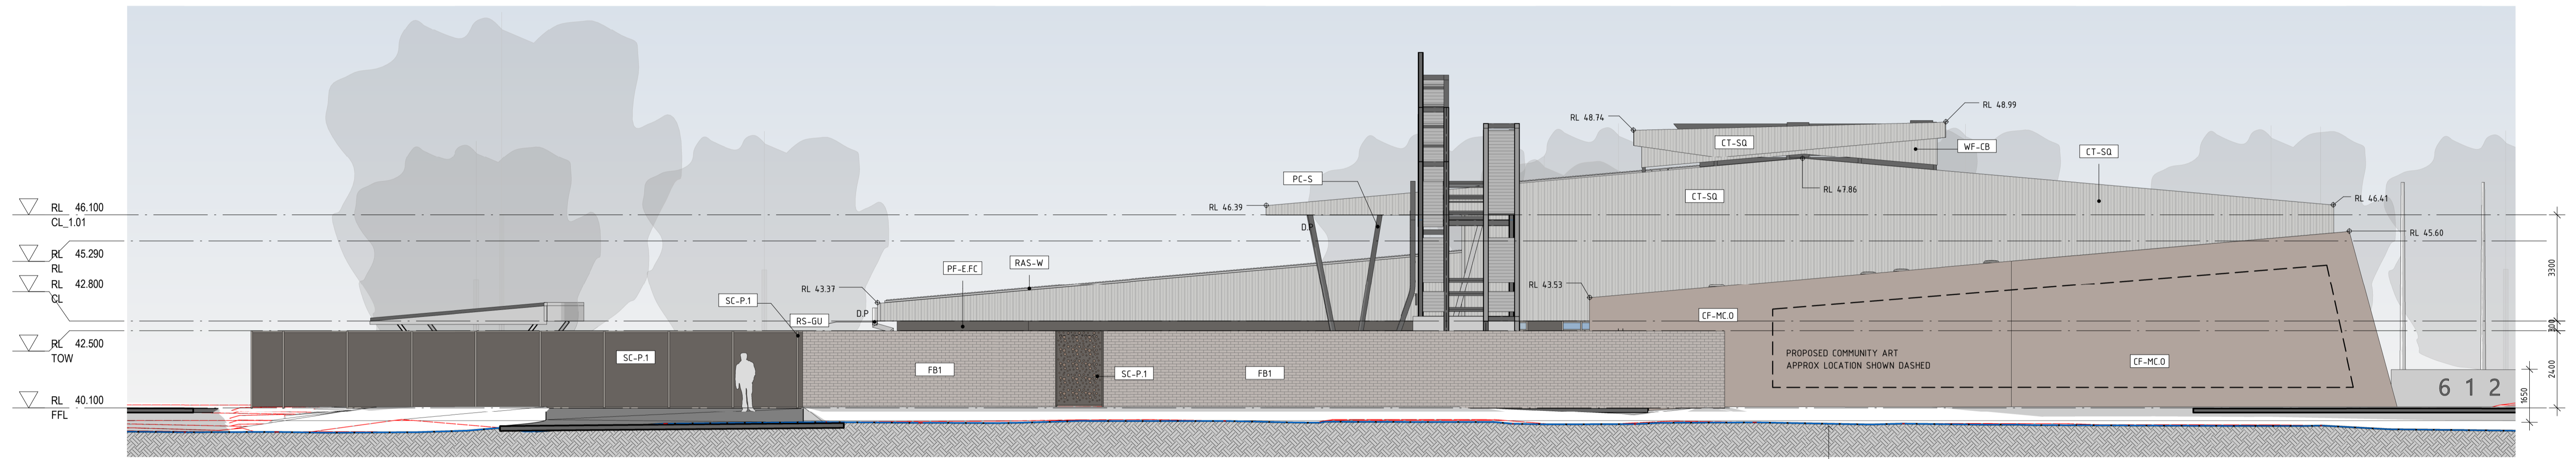 RL 48.99
RL 48.74
CT-SQ
WF-CB
CT-SQ
PC-S
CT-SQ
RL 47.86
RL 46.39
RL 46.41
RL 46.100
CL_1.01
D.P
RL 45.60
RL 45.290
RL
RAS-W
PF-E.FC
RL 42.800
CL
RL 43.37
RL 43.53
SC-P.1
D.P
RS-GU
CF-MC.O
3300
300
RL 42.500
TOW
SC-P.1
FB1
SC-P.1
FB1
PROPOSED COMMUNITY ART
APPROX LOCATION SHOWN DASHED
CF-MC.O
2400
612
1650
RL 40.100
FFL